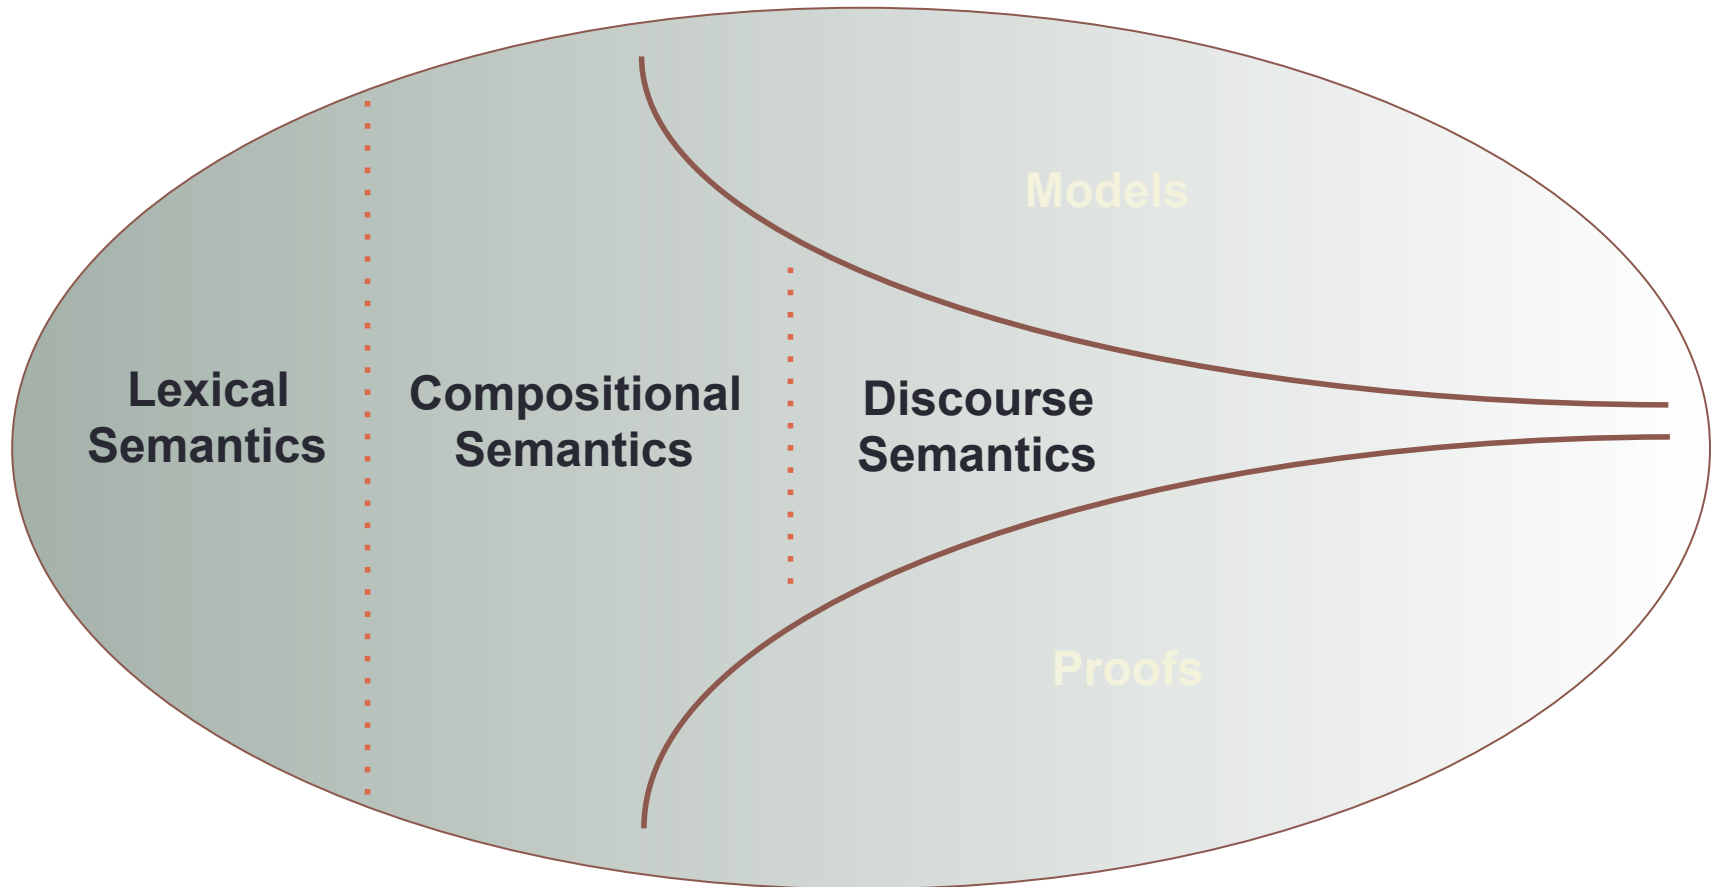 Models
Lexical
Semantics
Compositional
Semantics
Discourse
Semantics
Proofs